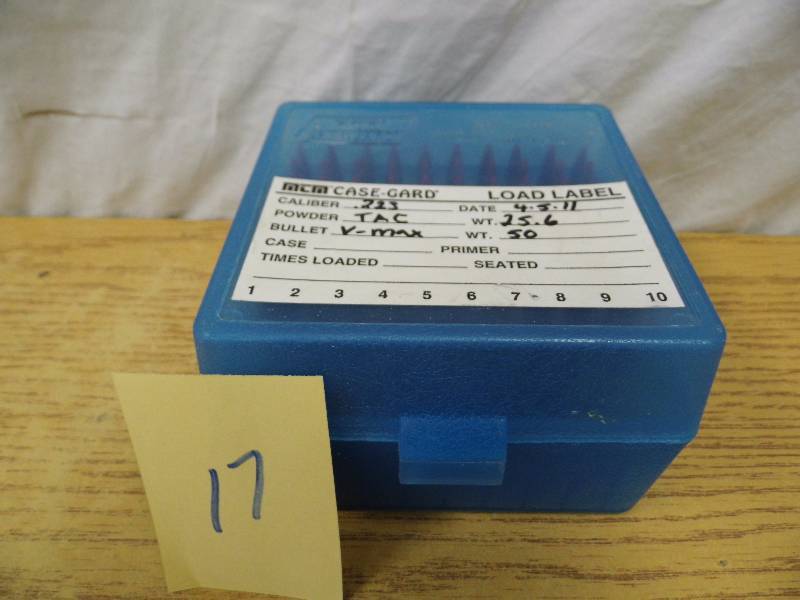 MTM CASE-GARD® LOAD LABEL
CALIBER .223 DATE 4.5.11
POWDER TAC WT. 25.6
BULLET V-max WT. 50
CASE PRIMER
TIMES LOADED SEATED
1 2 3 4 5 6 7 8 9 10
17